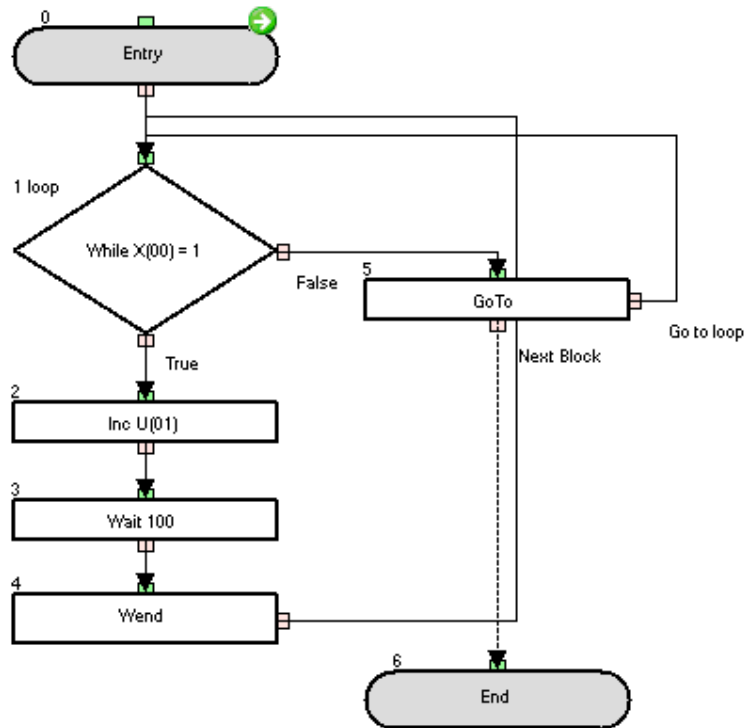 0
Entry
1 loop
While X(00) = 1
False
5
GoTo
Go to loop
Next Block
True
2
Inc U(01)
3
Wait 100
4
Wend
6
End